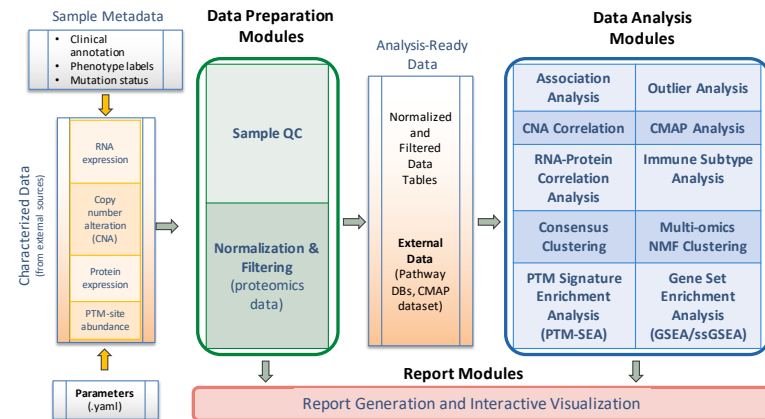 Sample Metadata
• Clinical
annotation
• Phenotype labels
• Mutation status
Characterized Data
(from external sources)
RNA
expression
Copy
number
alteration
(CNA)
Protein
expression
PTM-site
abundance
Parameters
(.yaml)
Data Preparation
Modules
Sample QC
Normalization &
Filtering
(proteomics
data)
Analysis-Ready
Data
Normalized
and
Filtered Data
Tables
External
Data
(Pathway
DBs, CMAP
dataset)
Data Analysis
Modules
Association
Analysis
Outlier Analysis
CNA Correlation
CMAP Analysis
RNA-Protein
Correlation
Analysis
Immune Subtype
Analysis
Consensus
Clustering
Multi-omics
NMF Clustering
PTM Signature
Enrichment
Analysis
(PTM-SEA)
Gene Set
Enrichment
Analysis
(GSEA/ssGSEA)
Report Modules
Report Generation and Interactive Visualization